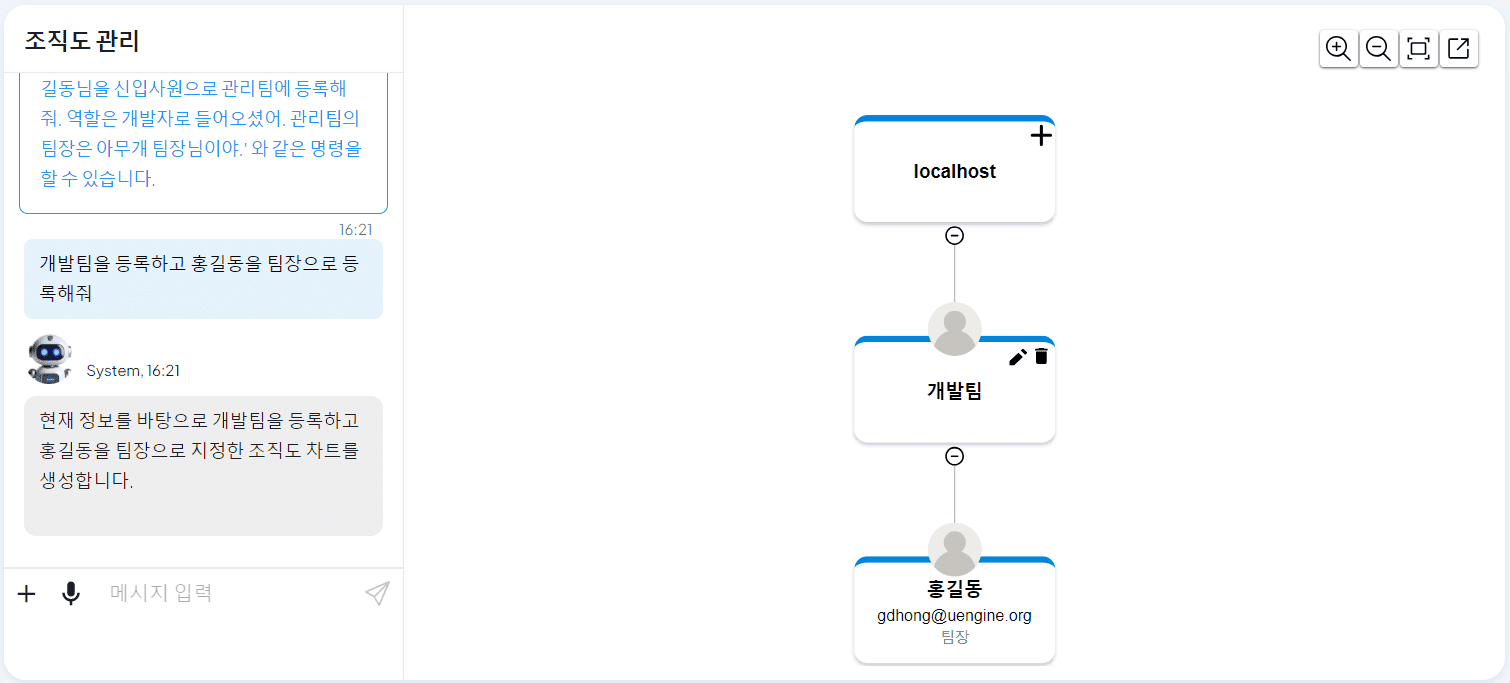 조직도 관리
길동님을 신입사원으로 관리팀에 등록해
줘. 역할은 개발자로 들어오셨어. 관리팀의
팀장은 아무개 팀장님이야.' 와 같은 명령을
할 수 있습니다.
16:21
개발팀을 등록하고 홍길동을 팀장으로 등
록해줘
System, 16:21
현재 정보를 바탕으로 개발팀을 등록하고
홍길동을 팀장으로 지정한 조직도 차트를
생성합니다.
메시지 입력
localhost
개발팀
홍길동
gdhong@uengine.org
팀장